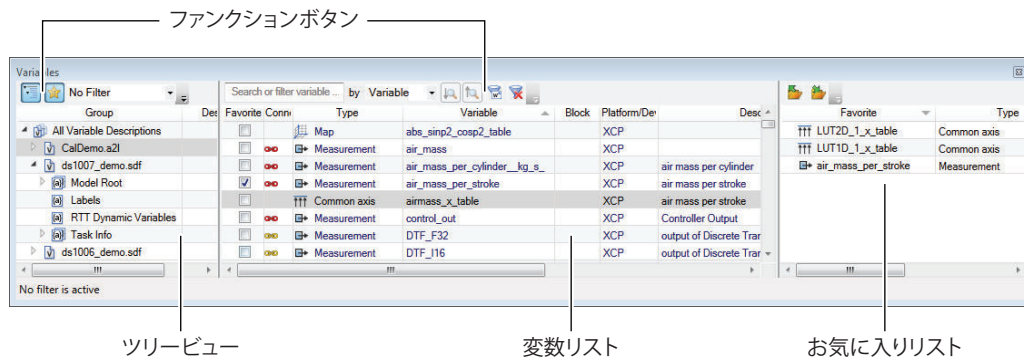 ファンクションボタン
Variables
No Filter
Search or filter variable ... by Variable
Group Des Favorite Conne Type Variable Block Platform/Dev Desc Favorite Type
All Variable Descriptions Map abs_sinp2_cosp2_table XCP LUT2D_1_x_table Common axis
CalDemo.a2l Measurement air_mass XCP LUT1D_1_x_table Common axis
ds1007_demo.sdf Measurement air_mass_per_cylinder__kg_s_ XCP air mass per cylinder air_mass_per_stroke Measurement
Model Root Measurement air_mass_per_stroke XCP air mass per stroke
Labels Common axis airmass_x_table XCP air mass per stroke
RTT Dynamic Variables Measurement control_out XCP Controller Output
Task Info Measurement DTF_F32 XCP output of Discrete Tran
ds1006_demo.sdf Measurement DTF_I16 XCP output of Discrete Tran
No filter is active
ツリービュー 変数リスト お気に入りリスト